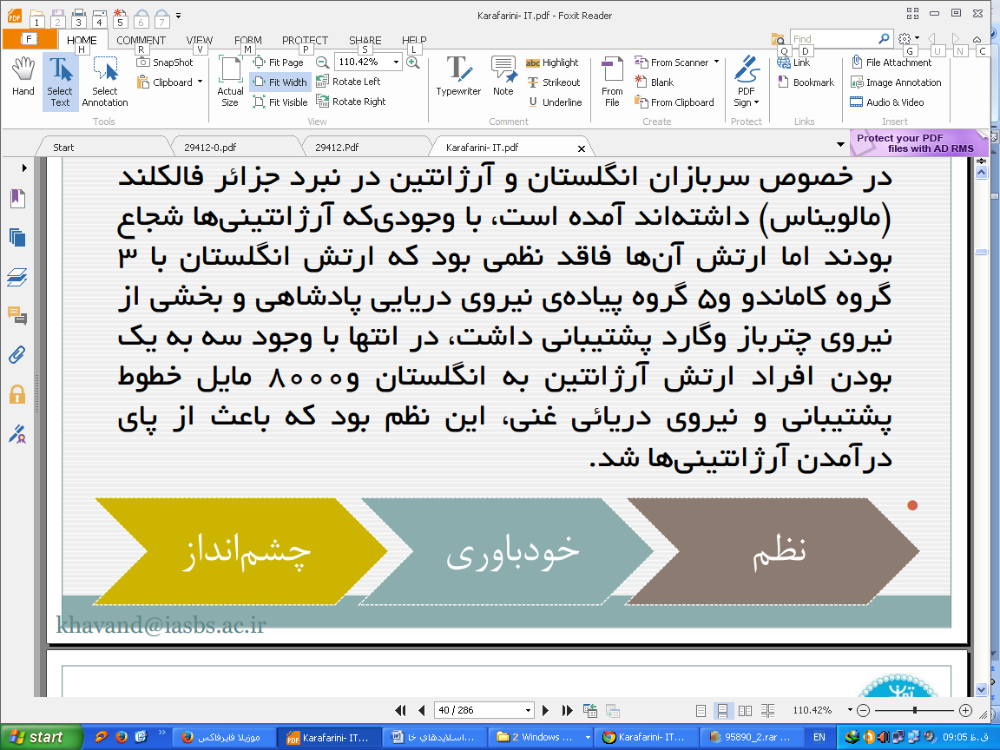 Karafarini- IT.pdf - Foxit Reader
1 2 3 4 5 6 7
F HOME COMMENT VIEW FORM PROTECT SHARE HELP
H R V M P S L
Find
Q D G U N C
Hand
Select Text
Select Annotation
SnapShot
Clipboard
Tools
Actual Size
Fit Page
Fit Width
Fit Visible
110.42%
Rotate Left
Rotate Right
View
Typewriter
Note
abc Highlight
Strikeout
Underline
Comment
From File
From Scanner
Blank
From Clipboard
Create
PDF Sign
Protect
Link
Bookmark
Links
File Attachment
Image Annotation
Audio & Video
Insert
Start 29412-0.pdf 29412.Pdf Karafarini- IT.pdf
Protect your PDF
files with AD RMS
در خصوص سربازان انگلستان و آرژانتین در نبرد جزائر فالکلند
(مالویناس) داشته‌اند آمده است، با وجودی‌که آرژانتینی‌ها شجاع
بودند اما ارتش آن‌ها فاقد نظمی بود که ارتش انگلستان با ۳
گروه کماندو و۵ گروه پیاده‌ی نیروی دریایی پادشاهی و بخشی از
نیروی چترباز وگارد پشتیبانی داشت، در انتها با وجود سه به یک
بودن افراد ارتش آرژانتین به انگلستان و۸۰۰۰ مایل خطوط
پشتیبانی و نیروی دریائی غنی، این نظم بود که باعث از پای
درآمدن آرژانتینی‌ها شد.
نظم خودباوری چشم‌انداز
khavand@iasbs.ac.ir
40 / 286
110.42%
start
موزیلا فایرفاکس
Karafarini- IT...
اسلایدهاي خا...
2 Windows ...
Karafarini- IT...
95890_2.rar ...
EN
09:05 ق.ظ